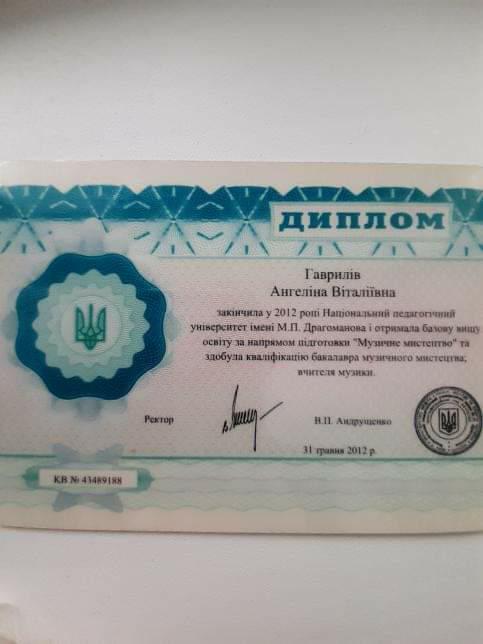 ДИПЛОМ
Гаврилів
Ангеліна Віталіївна
закінчила у 2012 році Національний педагогічний
університет імені М.П. Драгоманова і отримала базову вищу
освіту за напрямом підготовки "Музичне мистецтво" та
здобула кваліфікацію бакалавра музичного мистецтва;
вчителя музики.
Ректор
В.П. Андрущенко
31 травня 2012 р.
КВ № 43489188